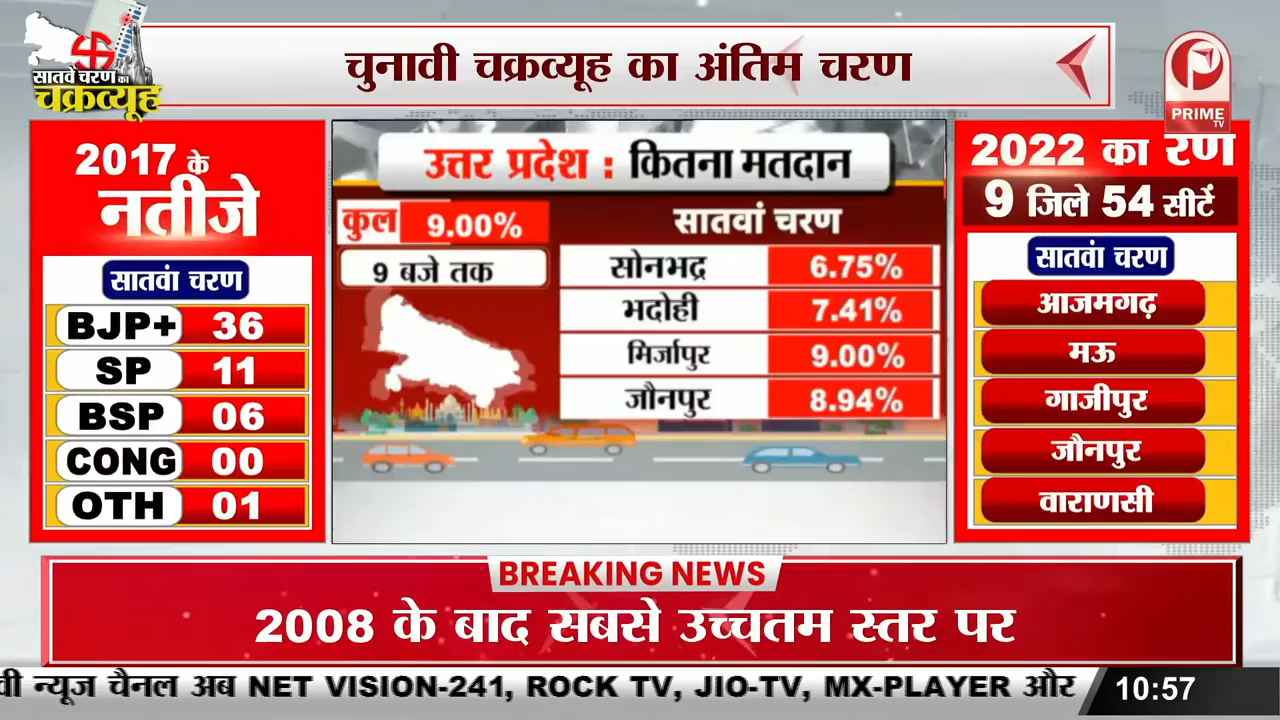 सातवें चरण का
चक्रव्यूह
चुनावी चक्रव्यूह का अंतिम चरण
PRIME
TV
2017 के
नतीजे
सातवां चरण
BJP+ 36
SP 11
BSP 06
CONG 00
OTH 01
उत्तर प्रदेश : कितना मतदान
कुल 9.00%
9 बजे तक
सातवां चरण
सोनभद्र 6.75%
भदोही 7.41%
मिर्जापुर 9.00%
जौनपुर 8.94%
2022 का रण
9 जिले 54 सीटें
सातवां चरण
आजमगढ़
मऊ
गाजीपुर
जौनपुर
वाराणसी
BREAKING NEWS
2008 के बाद सबसे उच्चतम स्तर पर
वी न्यूज चैनल अब NET VISION-241, ROCK TV, JIO-TV, MX-PLAYER और
10:57